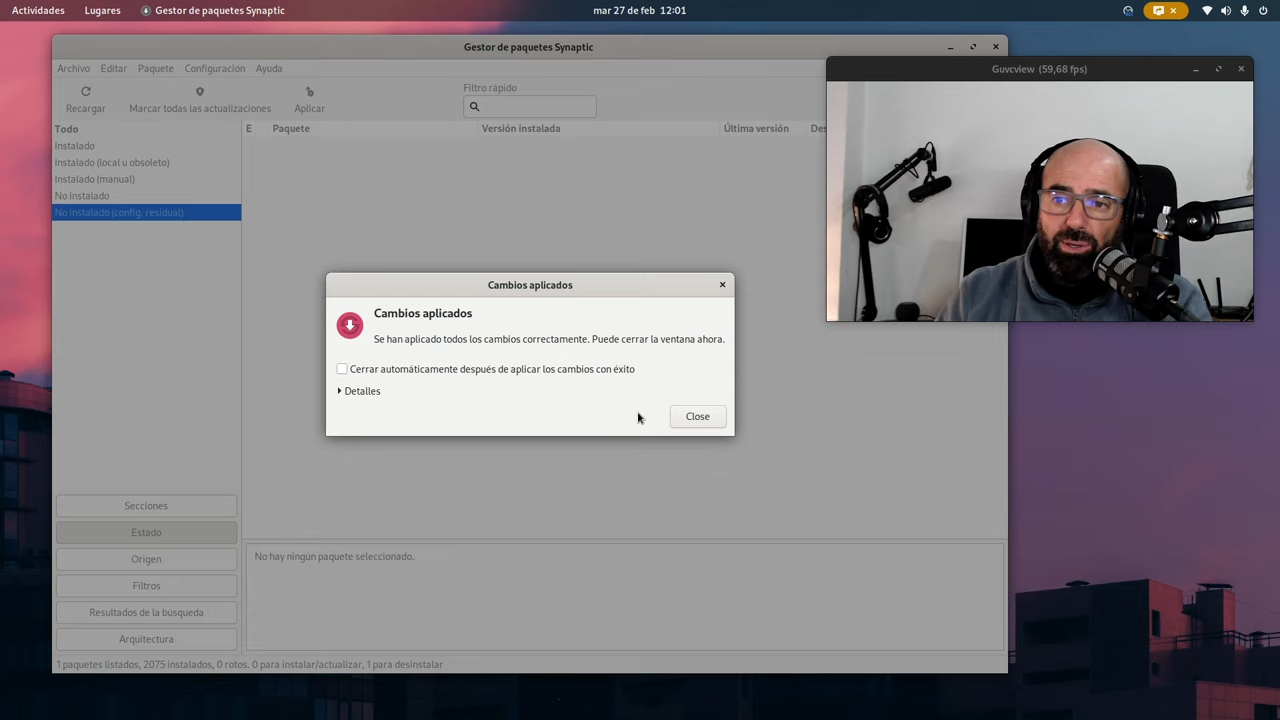 Actividades Lugares Gestor de paquetes Synaptic mar 27 de feb 12:01
Gestor de paquetes Synaptic
Guvcview (59,68 fps)
Archivo Editar Paquete Configuración Ayuda
Recargar Marcar todas las actualizaciones Aplicar
Filtro rápido
Todo
Instalado
Instalado (local u obsoleto)
Instalado (manual)
No instalado
No instalado (config. residual)
E Paquete Versión instalada Última versión Des
Cambios aplicados
Cambios aplicados
Se han aplicado todos los cambios correctamente. Puede cerrar la ventana ahora.
Cerrar automáticamente después de aplicar los cambios con éxito
Detalles
Close
Secciones
Estado
Origen
Filtros
Resultados de la búsqueda
Arquitectura
No hay ningún paquete seleccionado.
1 paquetes listados, 2075 instalados, 0 rotos. 0 para instalar/actualizar, 1 para desinstalar